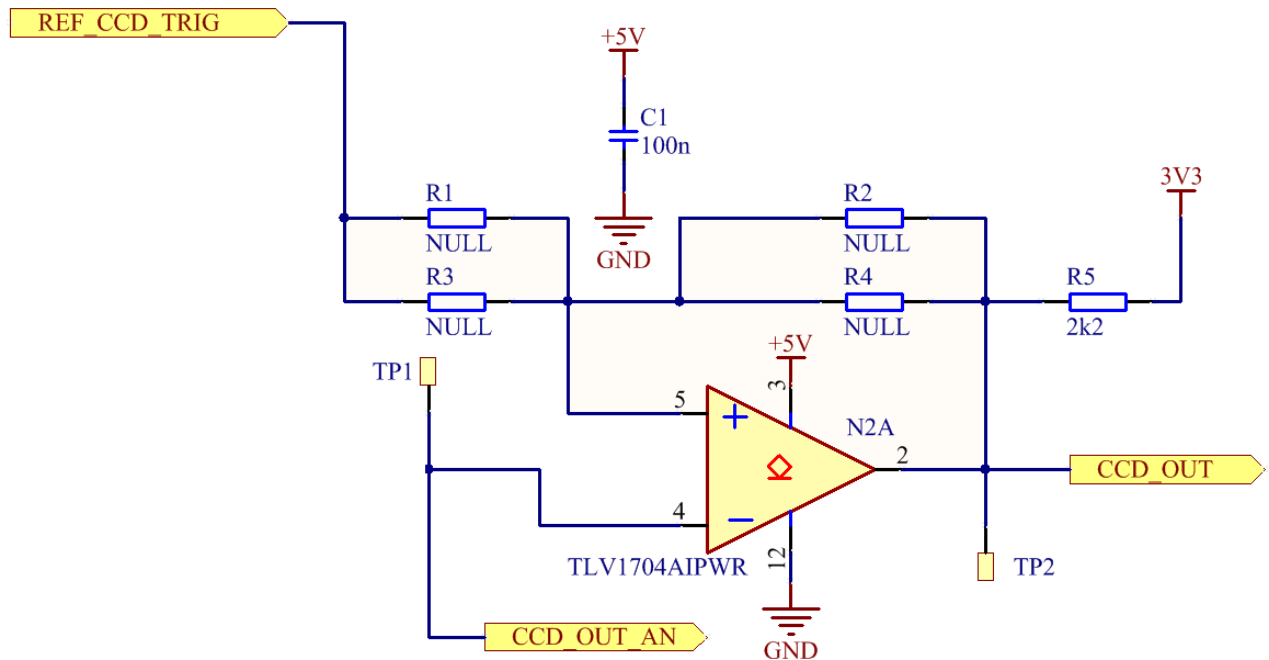 REF_CCD_TRIG
+5V
C1
100n
GND
R1
NULL
R3
NULL
R2
NULL
R4
NULL
3V3
R5
2k2
TP1
+5V
3
5
N2A
2
4
12
TLV1704AIPWR
GND
CCD_OUT
TP2
CCD_OUT_AN